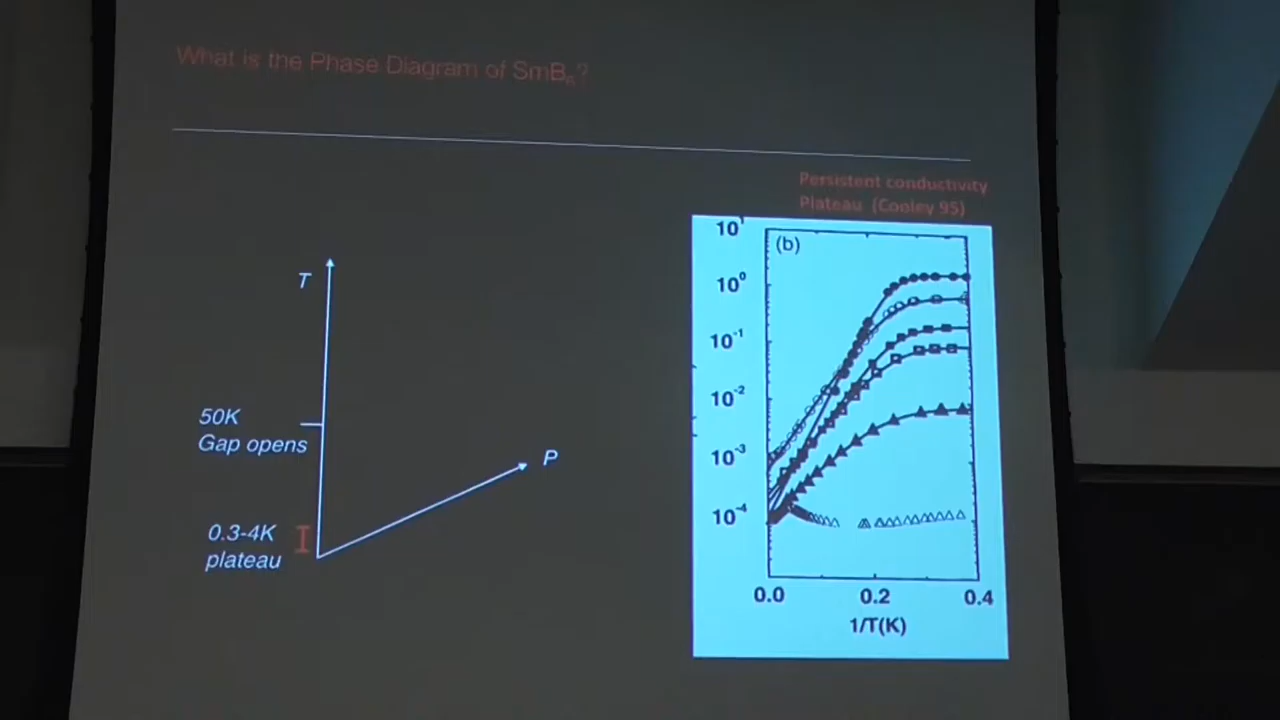 What is the Phase Diagram of SmB₆?
Persistent conductivity
Plateau (Cooley 95)
T
50K
Gap opens
0.3-4K
plateau
P
(b)
10¹
10⁰
10⁻¹
10⁻²
10⁻³
10⁻⁴
0.0 0.2 0.4
1/T(K)